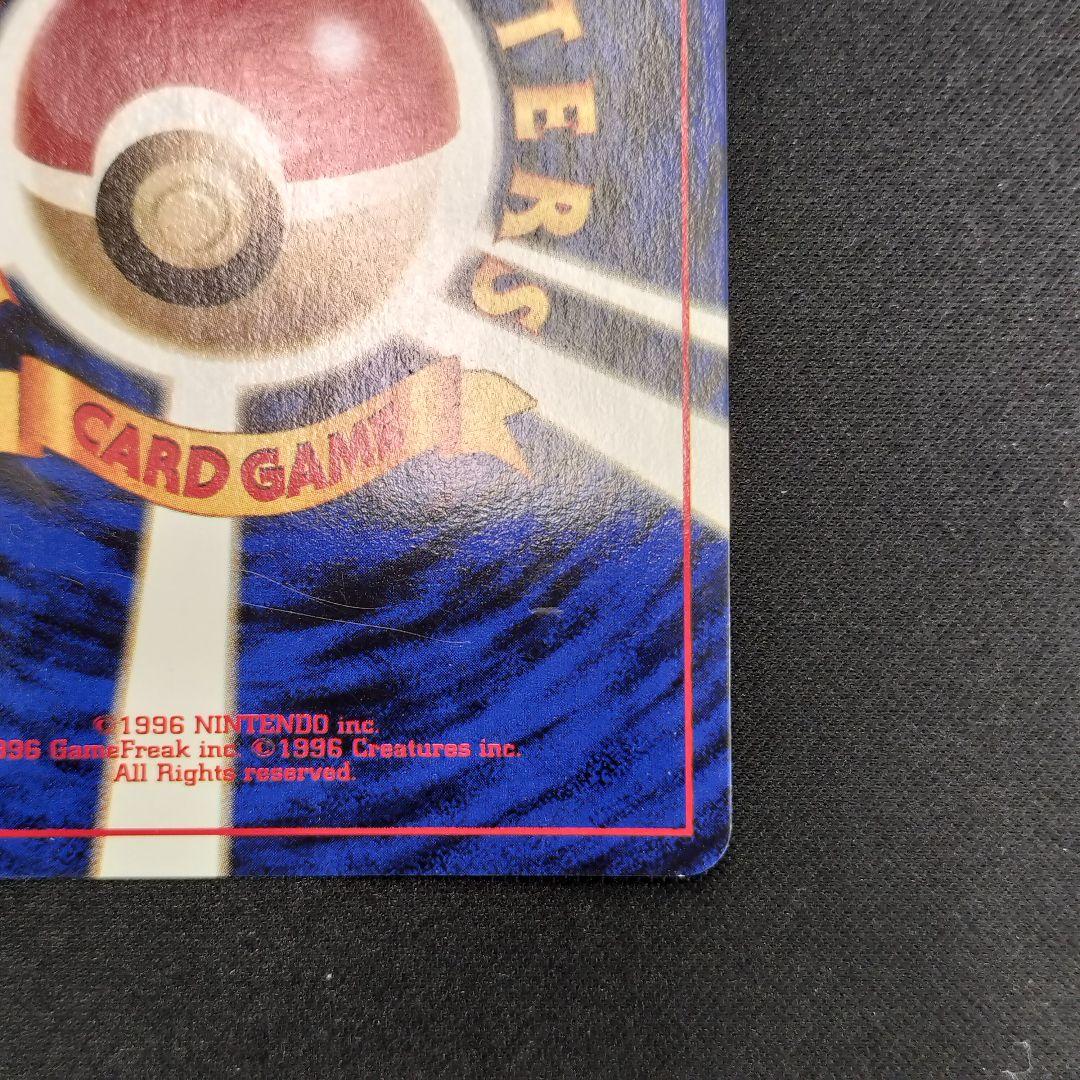 TERS
CARD GAME
©1996 NINTENDO inc.
996 GameFreak inc. ©1996 Creatures inc.
All Rights reserved.